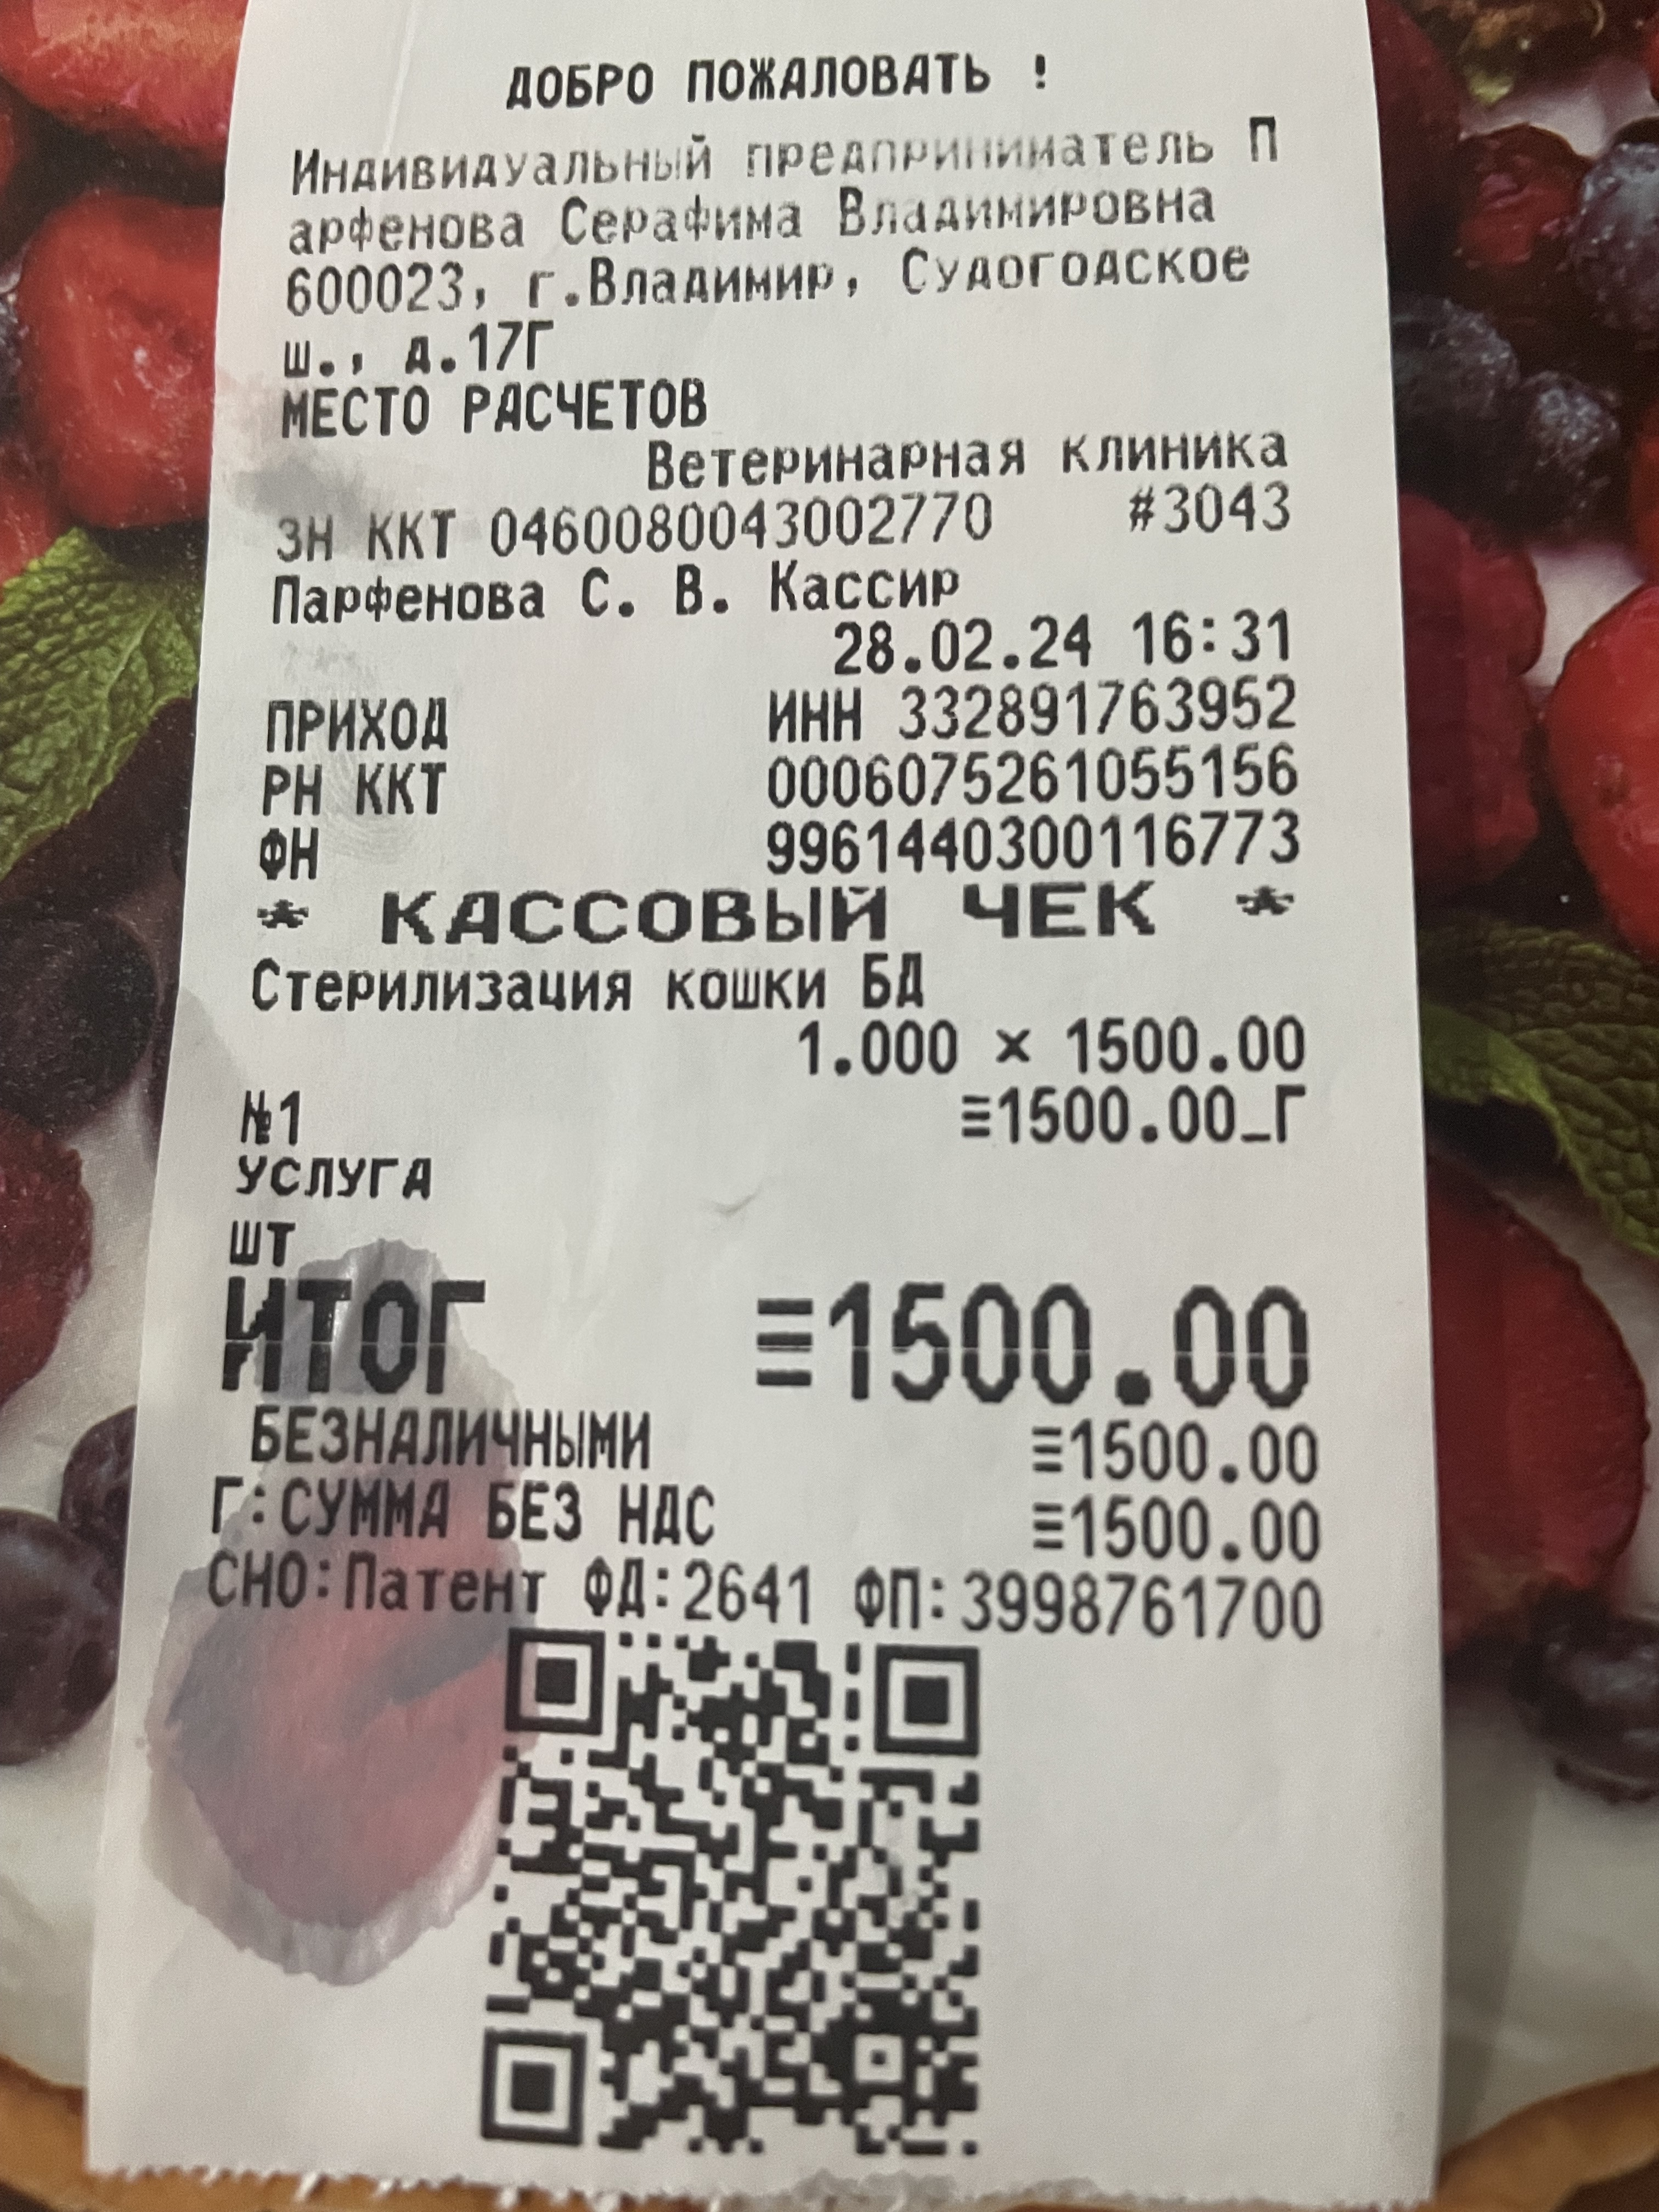 ДОБРО ПОЖАЛОВАТЬ !
Индивидуальный предприниматель П
арфенова Серафима Владимировна
600023, г.Владимир, Судогодское
ш., д.17Г
МЕСТО РАСЧЕТОВ
Ветеринарная клиника
ЗН ККТ 0460080043002770 #3043
Парфенова С. В. Кассир
28.02.24 16:31
ПРИХОД ИНН 332891763952
РН ККТ 0006075261055156
ФН 9961440300116773
* КАССОВЫЙ ЧЕК *
Стерилизация кошки БД
1.000 × 1500.00
№1 ≡1500.00_Г
УСЛУГА
шт
ИТОГ ≡1500.00
БЕЗНАЛИЧНЫМИ ≡1500.00
Г:СУММА БЕЗ НДС ≡1500.00
СНО:Патент ФД:2641 ФП:3998761700